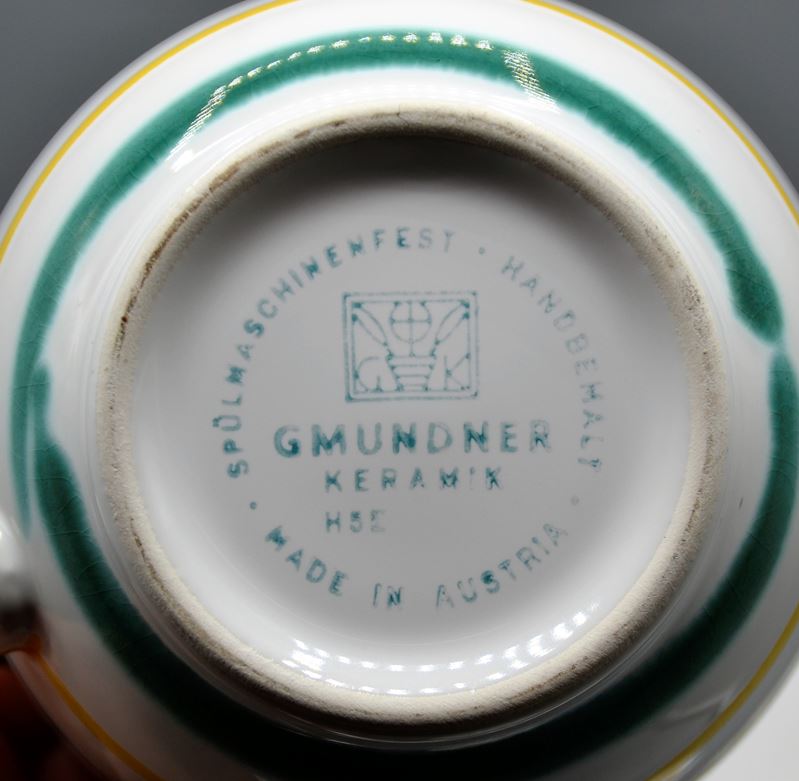 SPÜLMASCHINENFEST · HANDBEMALT
G K
GMUNDNER
KERAMIK
H5E
· MADE IN AUSTRIA ·